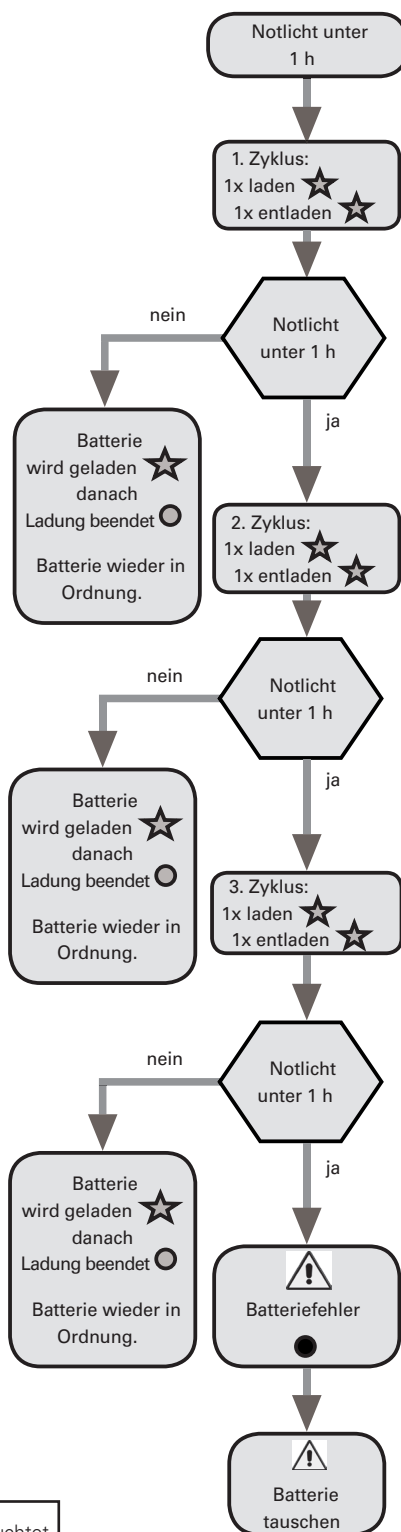 Notlicht unter
1 h
1. Zyklus:
1x laden
1x entladen
Notlicht
unter 1 h
nein
ja
Batterie
wird geladen
danach
Ladung beendet
Batterie wieder in
Ordnung.
2. Zyklus:
1x laden
1x entladen
Notlicht
unter 1 h
nein
ja
Batterie
wird geladen
danach
Ladung beendet
Batterie wieder in
Ordnung.
3. Zyklus:
1x laden
1x entladen
Notlicht
unter 1 h
nein
ja
Batterie
wird geladen
danach
Ladung beendet
Batterie wieder in
Ordnung.
Batteriefehler
Batterie
tauschen